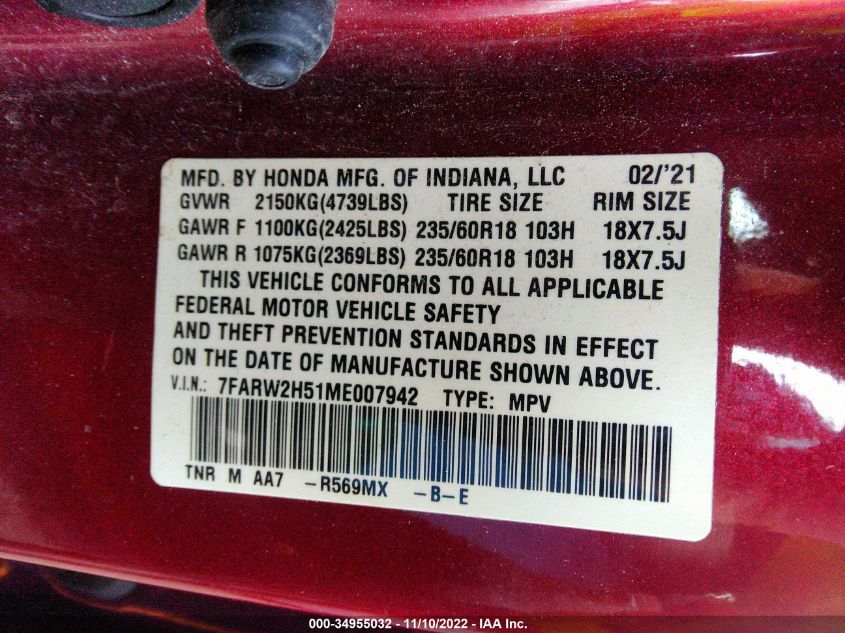 MFD. BY HONDA MFG. OF INDIANA, LLC 02/'21
GVWR 2150KG(4739LBS) TIRE SIZE RIM SIZE
GAWR F 1100KG(2425LBS) 235/60R18 103H 18X7.5J
GAWR R 1075KG(2369LBS) 235/60R18 103H 18X7.5J
THIS VEHICLE CONFORMS TO ALL APPLICABLE
FEDERAL MOTOR VEHICLE SAFETY
AND THEFT PREVENTION STANDARDS IN EFFECT
ON THE DATE OF MANUFACTURE SHOWN ABOVE.
V.I.N.: 7FARW2H51ME007942 TYPE: MPV
TNR M AA7 -R569MX -B-E
000-34955032 - 11/10/2022 - IAA Inc.